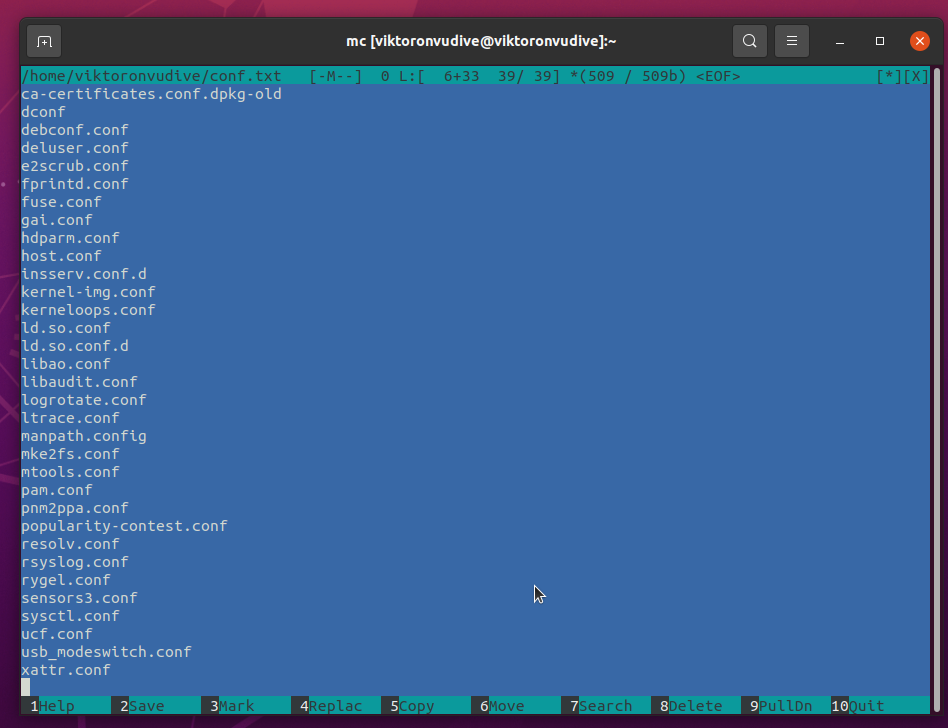 mc [viktoronvudive@viktoronvudive]:~
/home/viktoronvudive/conf.txt   [-M--]  0 L:[  6+33  39/ 39] *(509 / 509b) <EOF>   [*][X]
ca-certificates.conf.dpkg-old
dconf
debconf.conf
deluser.conf
e2scrub.conf
fprintd.conf
fuse.conf
gai.conf
hdparm.conf
host.conf
insserv.conf.d
kernel-img.conf
kerneloops.conf
ld.so.conf
ld.so.conf.d
libao.conf
libaudit.conf
logrotate.conf
ltrace.conf
manpath.config
mke2fs.conf
mtools.conf
pam.conf
pnm2ppa.conf
popularity-contest.conf
resolv.conf
rsyslog.conf
rygel.conf
sensors3.conf
sysctl.conf
ucf.conf
usb_modeswitch.conf
xattr.conf
1Help 2Save 3Mark 4Replac 5Copy 6Move 7Search 8Delete 9PullDn 10Quit